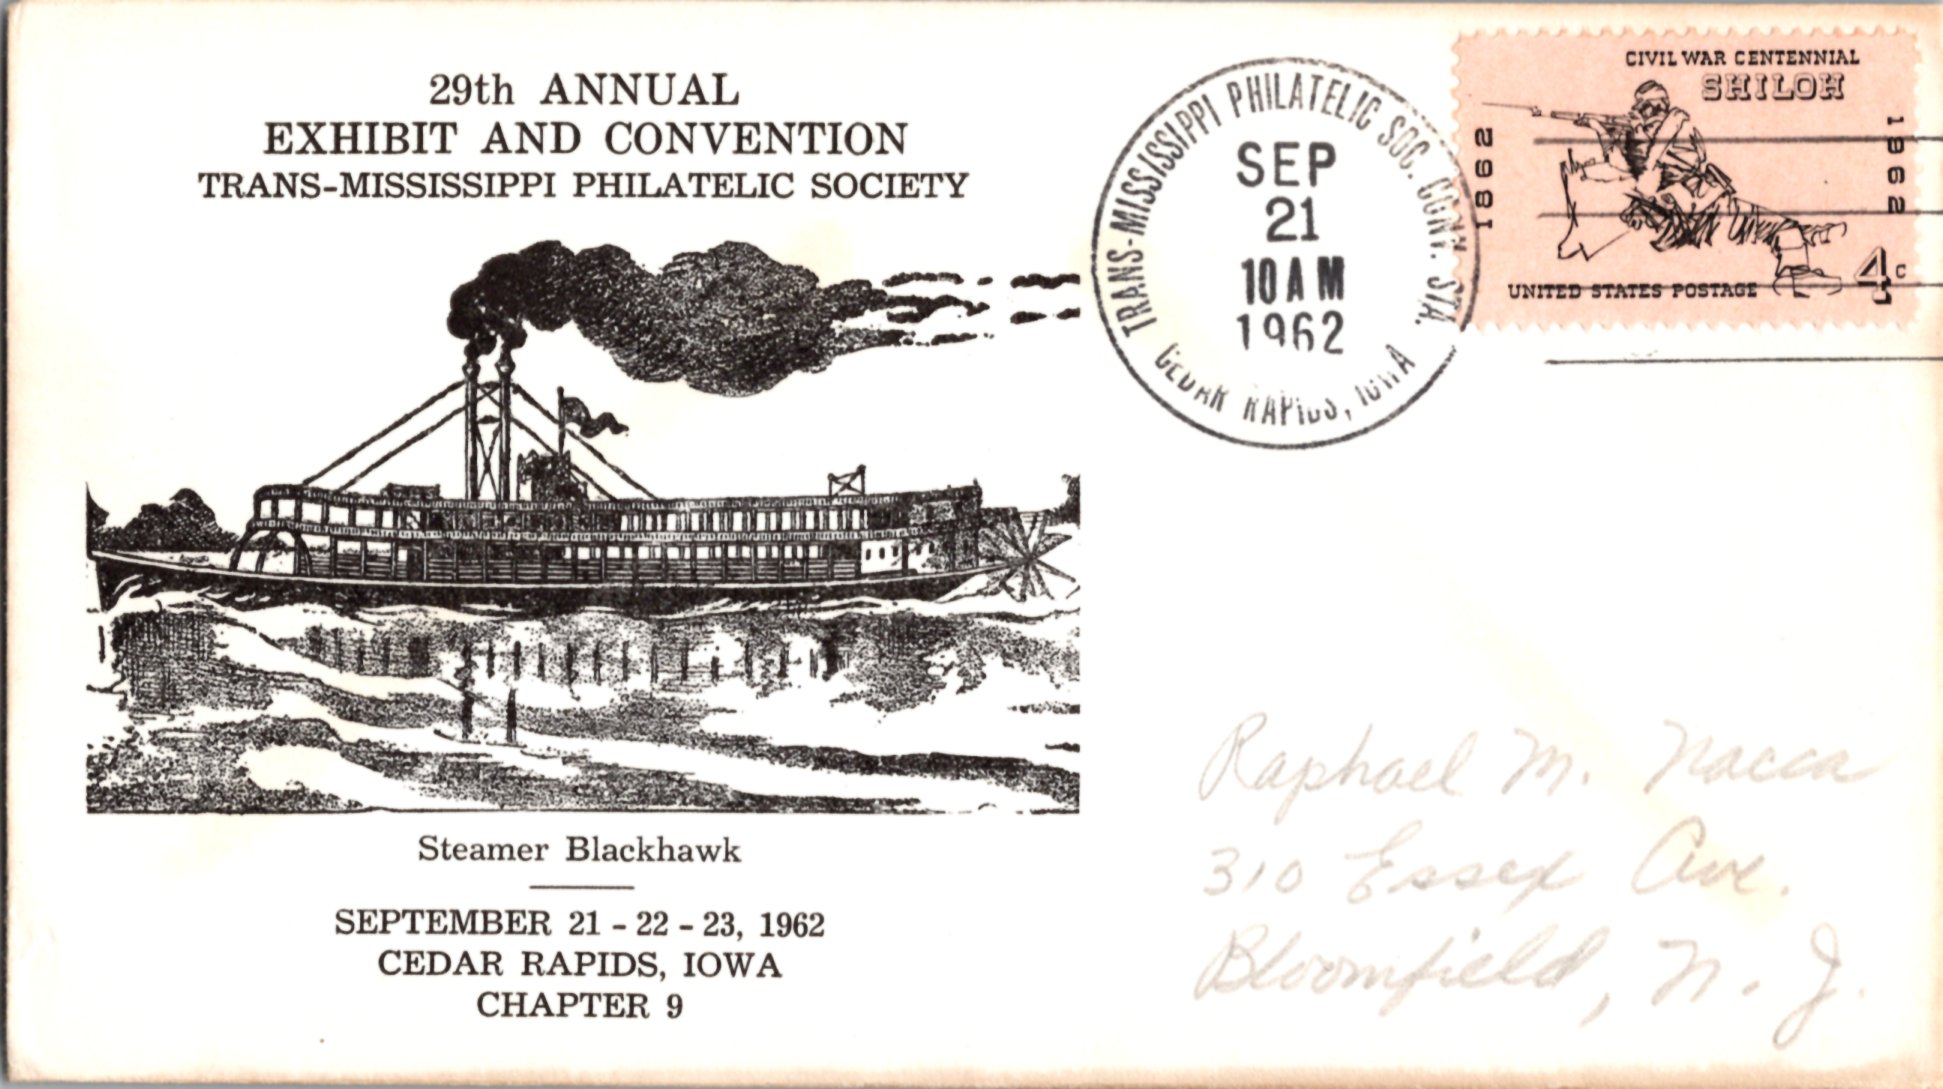 29th ANNUAL
EXHIBIT AND CONVENTION
TRANS-MISSISSIPPI PHILATELIC SOCIETY
TRANS-MISSISSIPPI PHILATELIC SOC. CONV. STA.
SEP
21
10 AM
1962
CEDAR RAPIDS, IOWA
CIVIL WAR CENTENNIAL
SHILOH
1862
1962
UNITED STATES POSTAGE
4c
Steamer Blackhawk
SEPTEMBER 21 - 22 - 23, 1962
CEDAR RAPIDS, IOWA
CHAPTER 9
Raphael M. Nacca
310 Essex Ave.
Bloomfield, N. J.